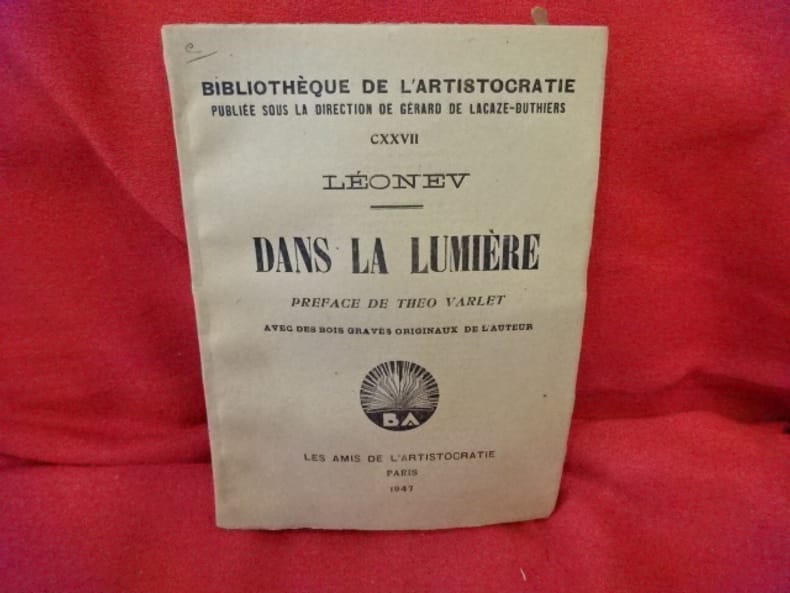 BIBLIOTHÈQUE DE L'ARTISTOCRATIE
PUBLIÉE SOUS LA DIRECTION DE GÉRARD DE LACAZE-DUTHIERS
CXXVII
LÉONEV
DANS LA LUMIÈRE
PREFACE DE THEO VARLET
AVEC DES BOIS GRAVÉS ORIGINAUX DE L'AUTEUR
BA
LES AMIS DE L'ARTISTOCRATIE
PARIS
1947